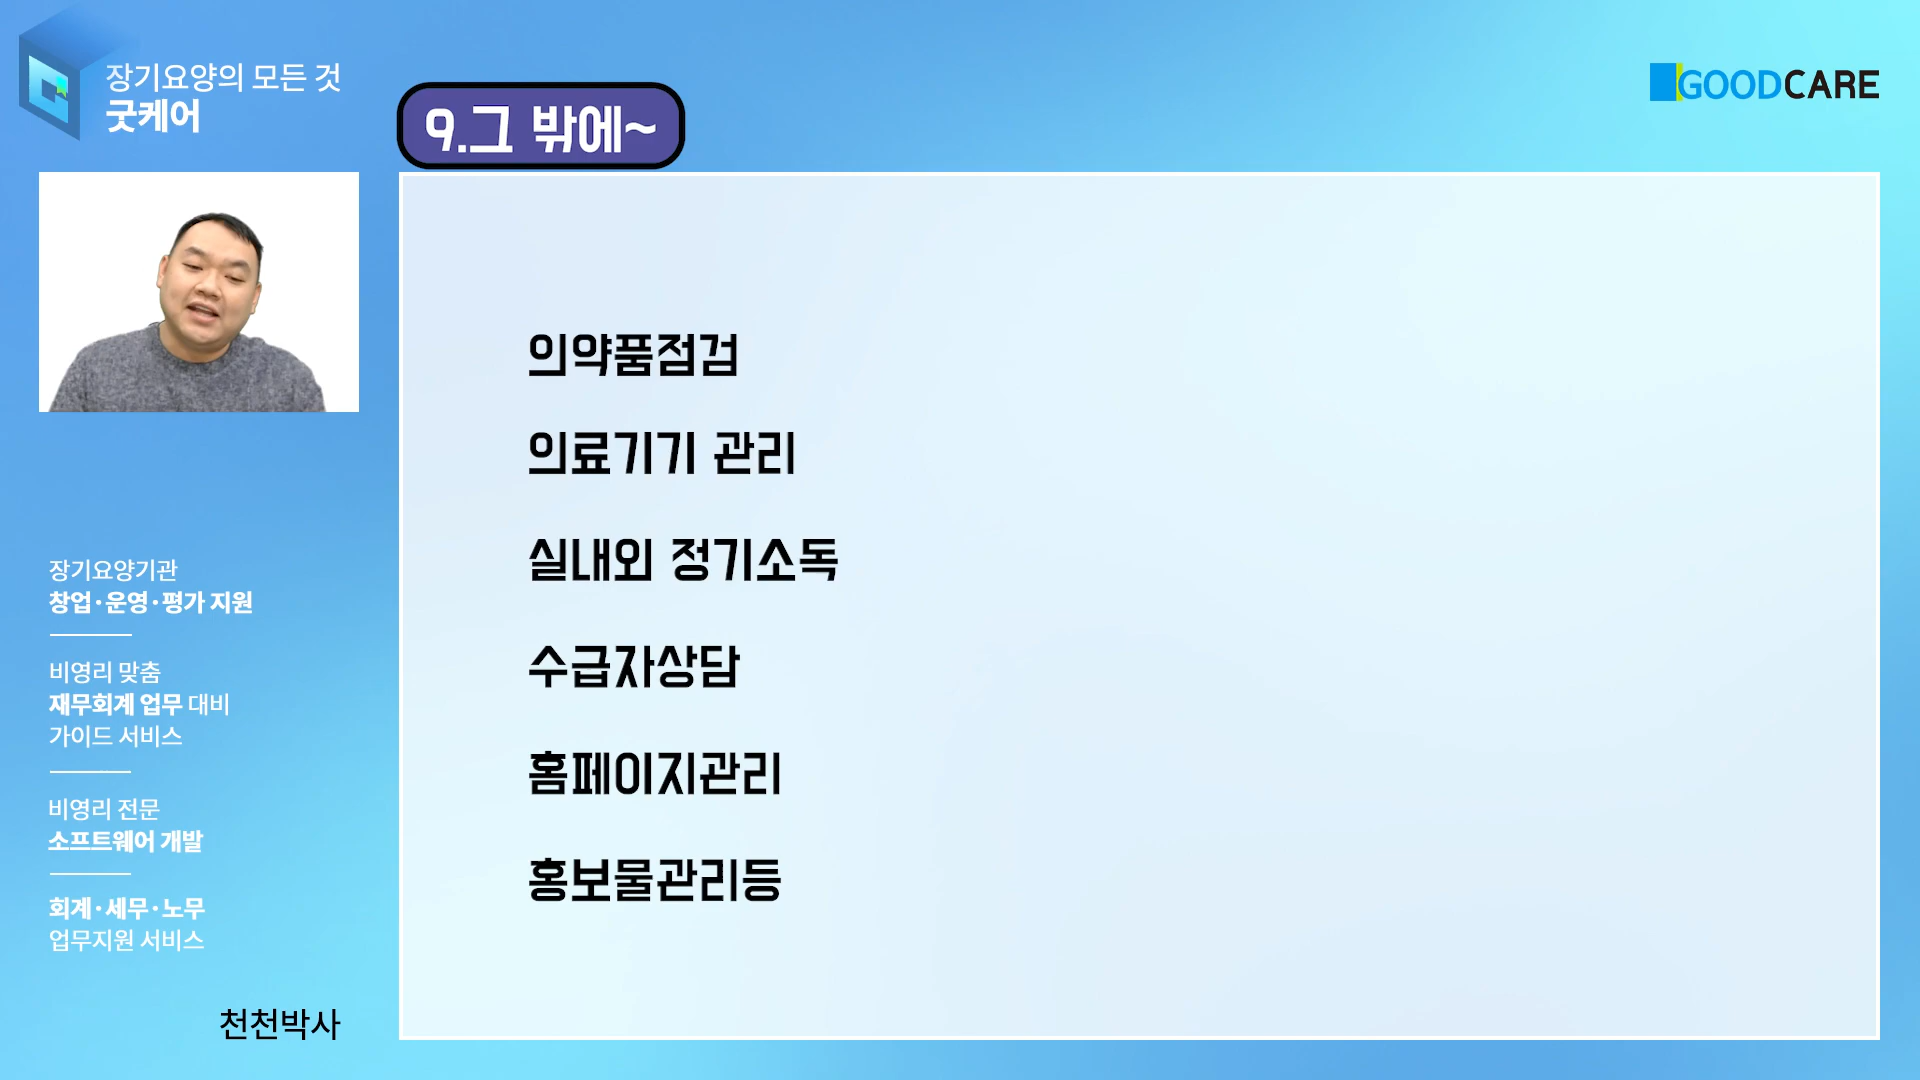 장기요양의 모든 것
굿케어
GOODCARE
9.그 밖에~
의약품점검
의료기기 관리
실내외 정기소독
수급자상담
홈페이지관리
홍보물관리등
장기요양기관
창업·운영·평가 지원
비영리 맞춤
재무회계 업무 대비
가이드 서비스
비영리 전문
소프트웨어 개발
회계·세무·노무
업무지원 서비스
천천박사